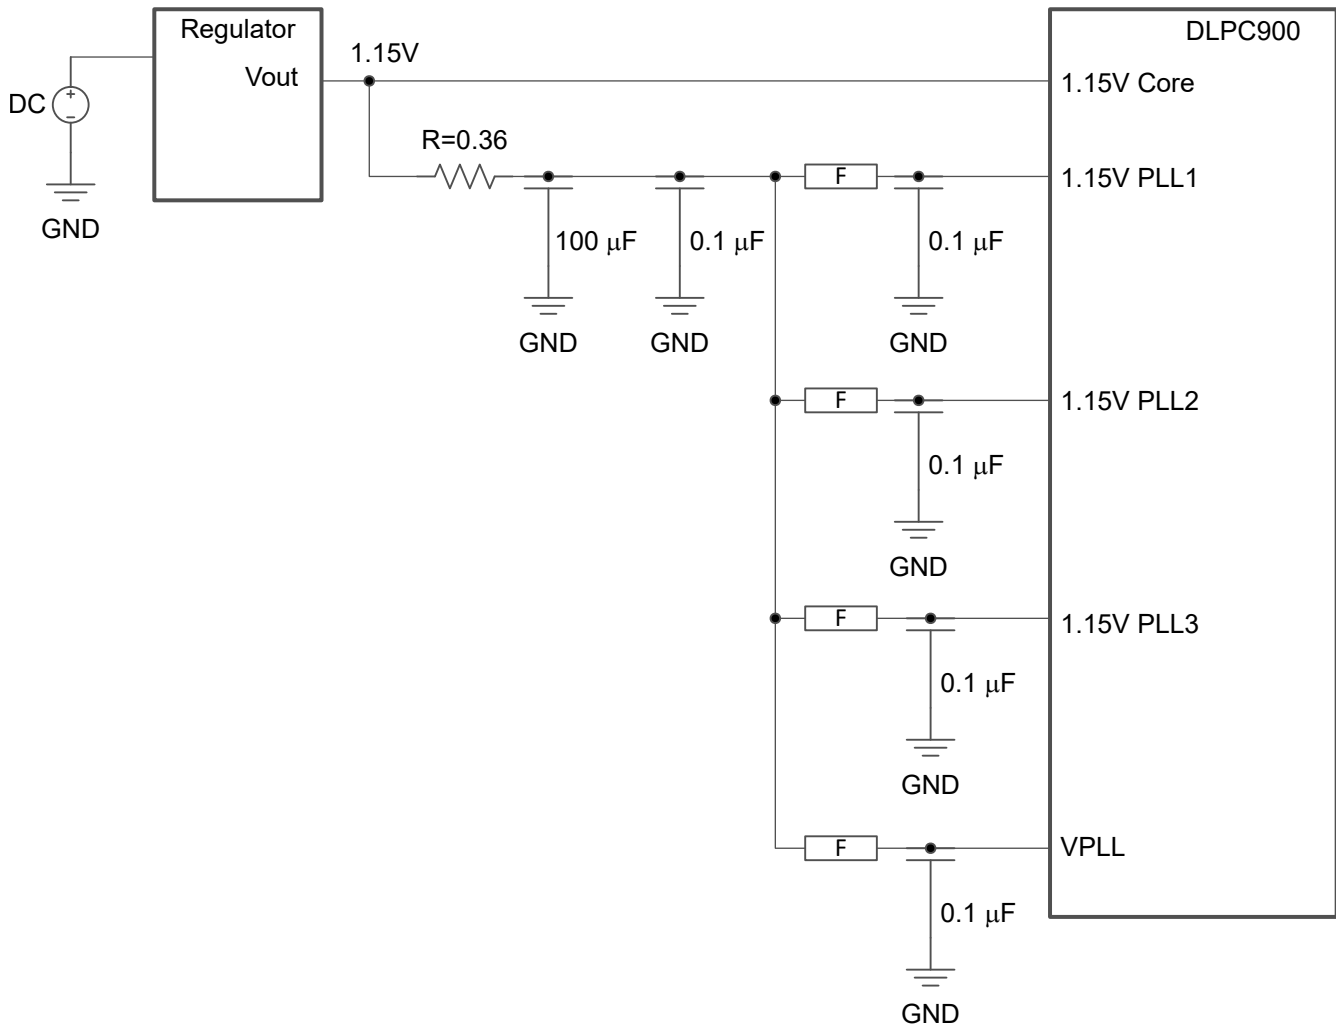 Regulator
DLPC900
1.15V
Vout
1.15V Core
DC
+
−
R=0.36
F
1.15V PLL1
GND
100 μF
0.1 μF
0.1 μF
GND
GND
GND
F
1.15V PLL2
0.1 μF
GND
F
1.15V PLL3
0.1 μF
GND
F
VPLL
0.1 μF
GND